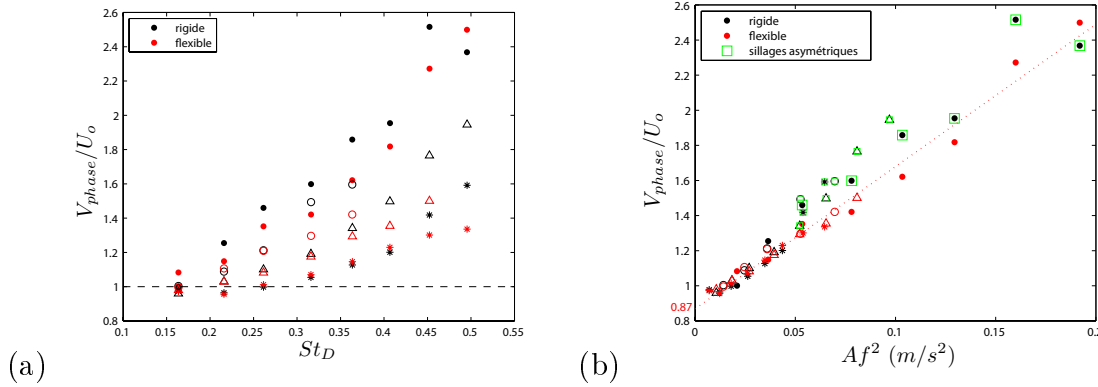 rigide
flexible
V_phase/U_o
2.6
2.4
2.2
2
1.8
1.6
1.4
1.2
1
0.8
0.1 0.15 0.2 0.25 0.3 0.35 0.4 0.45 0.5 0.55
St_D
(a)
rigide
flexible
sillages asymétriques
V_phase/U_o
2.6
2.4
2.2
2
1.8
1.6
1.4
1.2
1
0.87
0.8
0 0.05 0.1 0.15 0.2
Af² (m/s²)
(b)